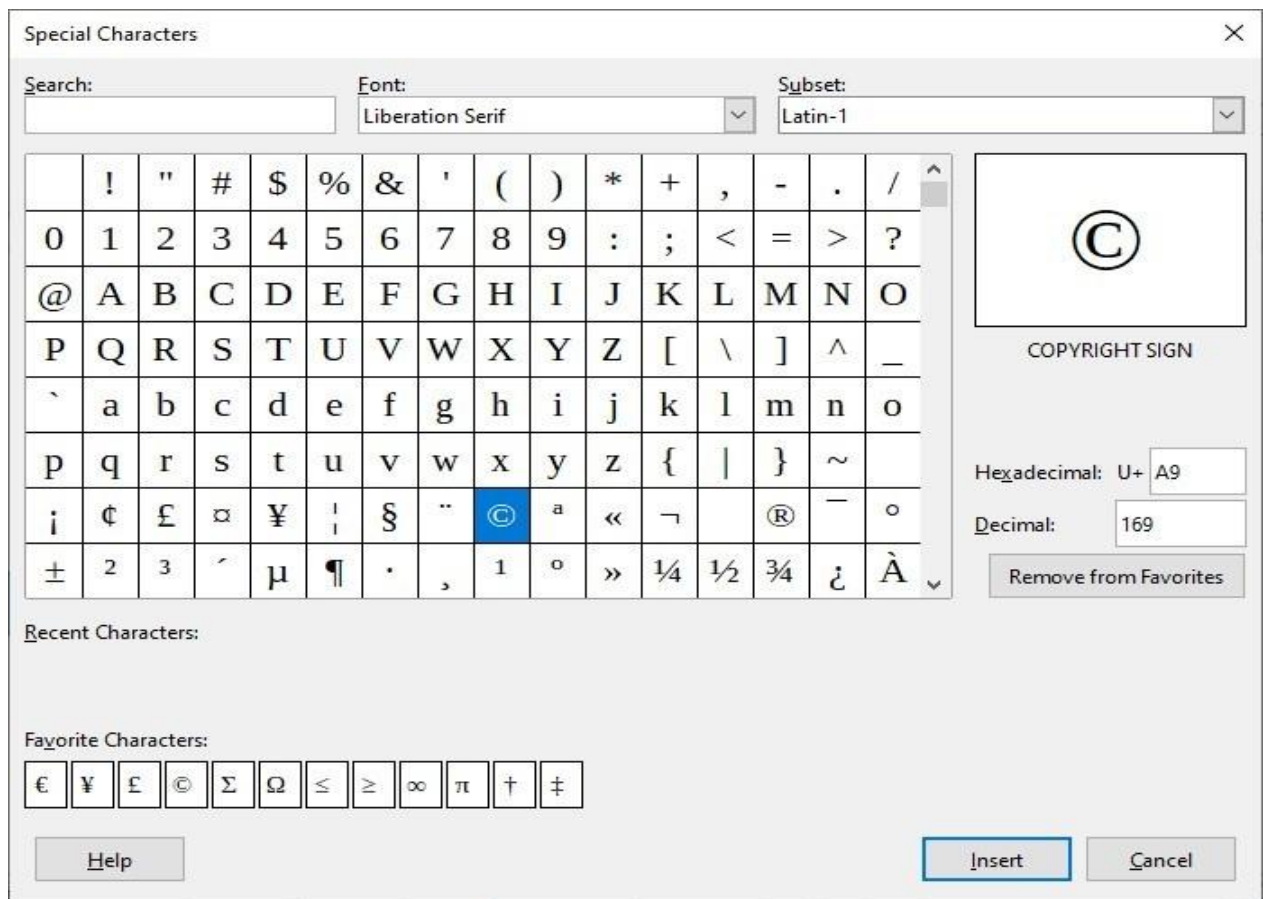 Special Characters
Search: Font: Subset:
Liberation Serif Latin-1
! " # $ % & ' ( ) * + , - . /
0 1 2 3 4 5 6 7 8 9 : ; < = > ?
@ A B C D E F G H I J K L M N O
P Q R S T U V W X Y Z [ \ ] ^ _
` a b c d e f g h i j k l m n o
p q r s t u v w x y z { | } ~
¡ ¢ £ ¤ ¥ ¦ § ¨ © ª « ¬ ® ¯ °
± ² ³ ´ µ ¶ · ¸ ¹ º » ¼ ½ ¾ ¿ À
©
COPYRIGHT SIGN
Hexadecimal: U+ A9
Decimal: 169
Remove from Favorites
Recent Characters:
Favorite Characters:
€ ¥ £ © Σ Ω ≤ ≥ ∞ π † ‡
Help Insert Cancel